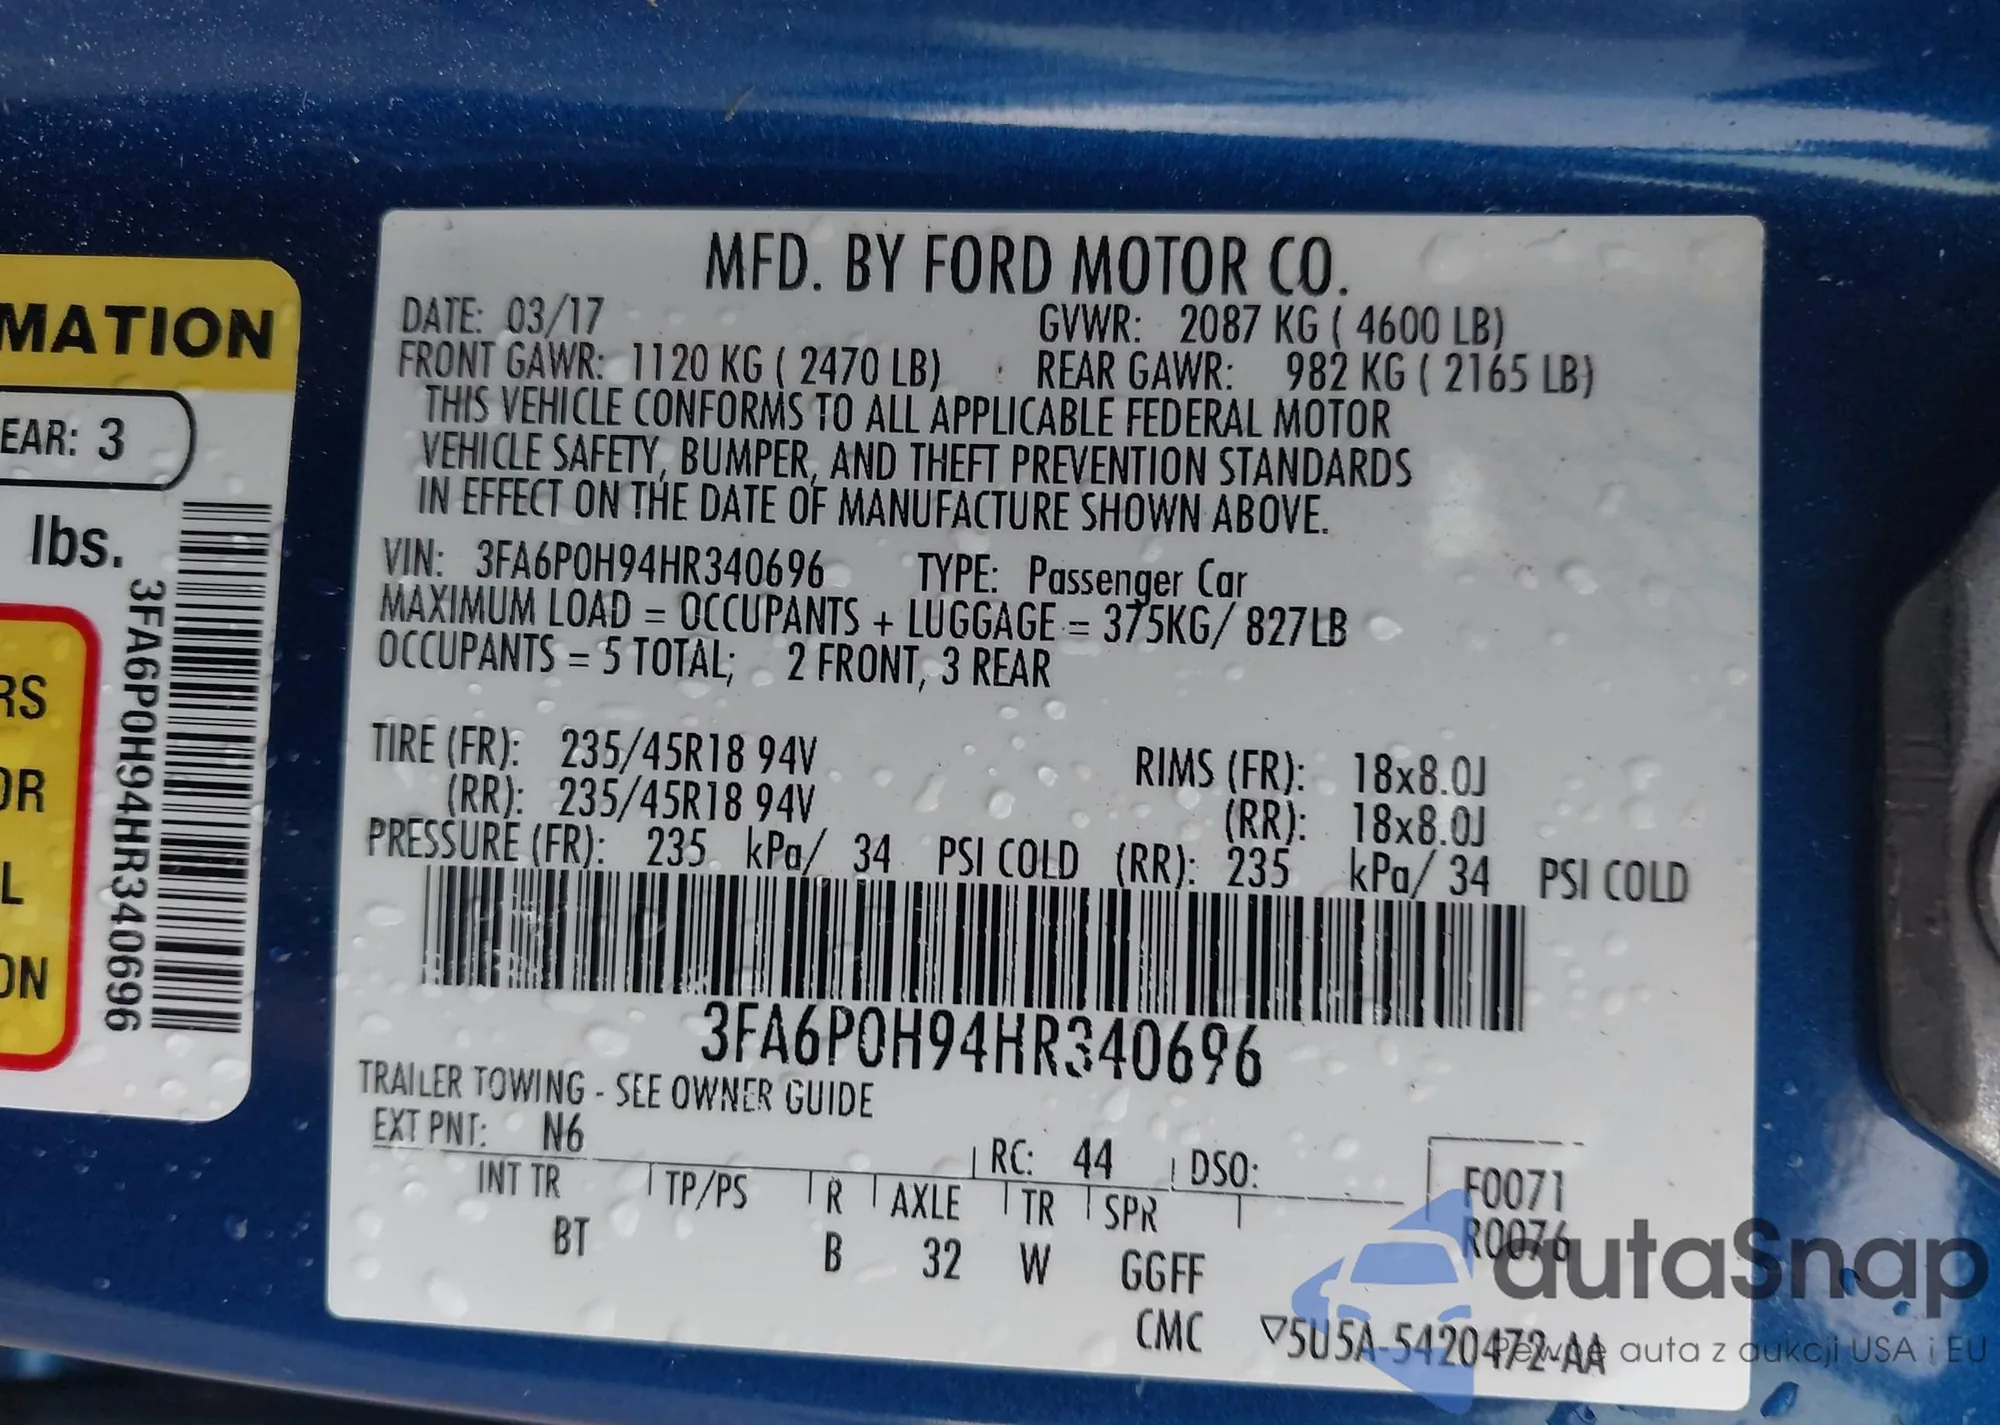 MFD. BY FORD MOTOR CO.
DATE: 03/17 GVWR: 2087 KG ( 4600 LB)
FRONT GAWR: 1120 KG ( 2470 LB) REAR GAWR: 982 KG ( 2165 LB)
THIS VEHICLE CONFORMS TO ALL APPLICABLE FEDERAL MOTOR
VEHICLE SAFETY, BUMPER, AND THEFT PREVENTION STANDARDS
IN EFFECT ON THE DATE OF MANUFACTURE SHOWN ABOVE.
VIN: 3FA6P0H94HR340696 TYPE: Passenger Car
MAXIMUM LOAD = OCCUPANTS + LUGGAGE = 375KG/ 827LB
OCCUPANTS = 5 TOTAL; 2 FRONT, 3 REAR
TIRE (FR): 235/45R18 94V RIMS (FR): 18x8.0J
(RR): 235/45R18 94V (RR): 18x8.0J
PRESSURE (FR): 235 kPa/ 34 PSI COLD (RR): 235 kPa/ 34 PSI COLD
3FA6P0H94HR340696
TRAILER TOWING - SEE OWNER GUIDE
EXT PNT: N6 RC: 44 DSO: F0071
INT TR TP/PS R AXLE TR SPR R0076
BT B 32 W GGFF
CMC ▽5U5A-5420472-AA
MATION
EAR: 3
lbs.
3FA6P0H94HR340696
RS
OR
L
ON
autaSnap
Pewne auta z aukcji USA i EU